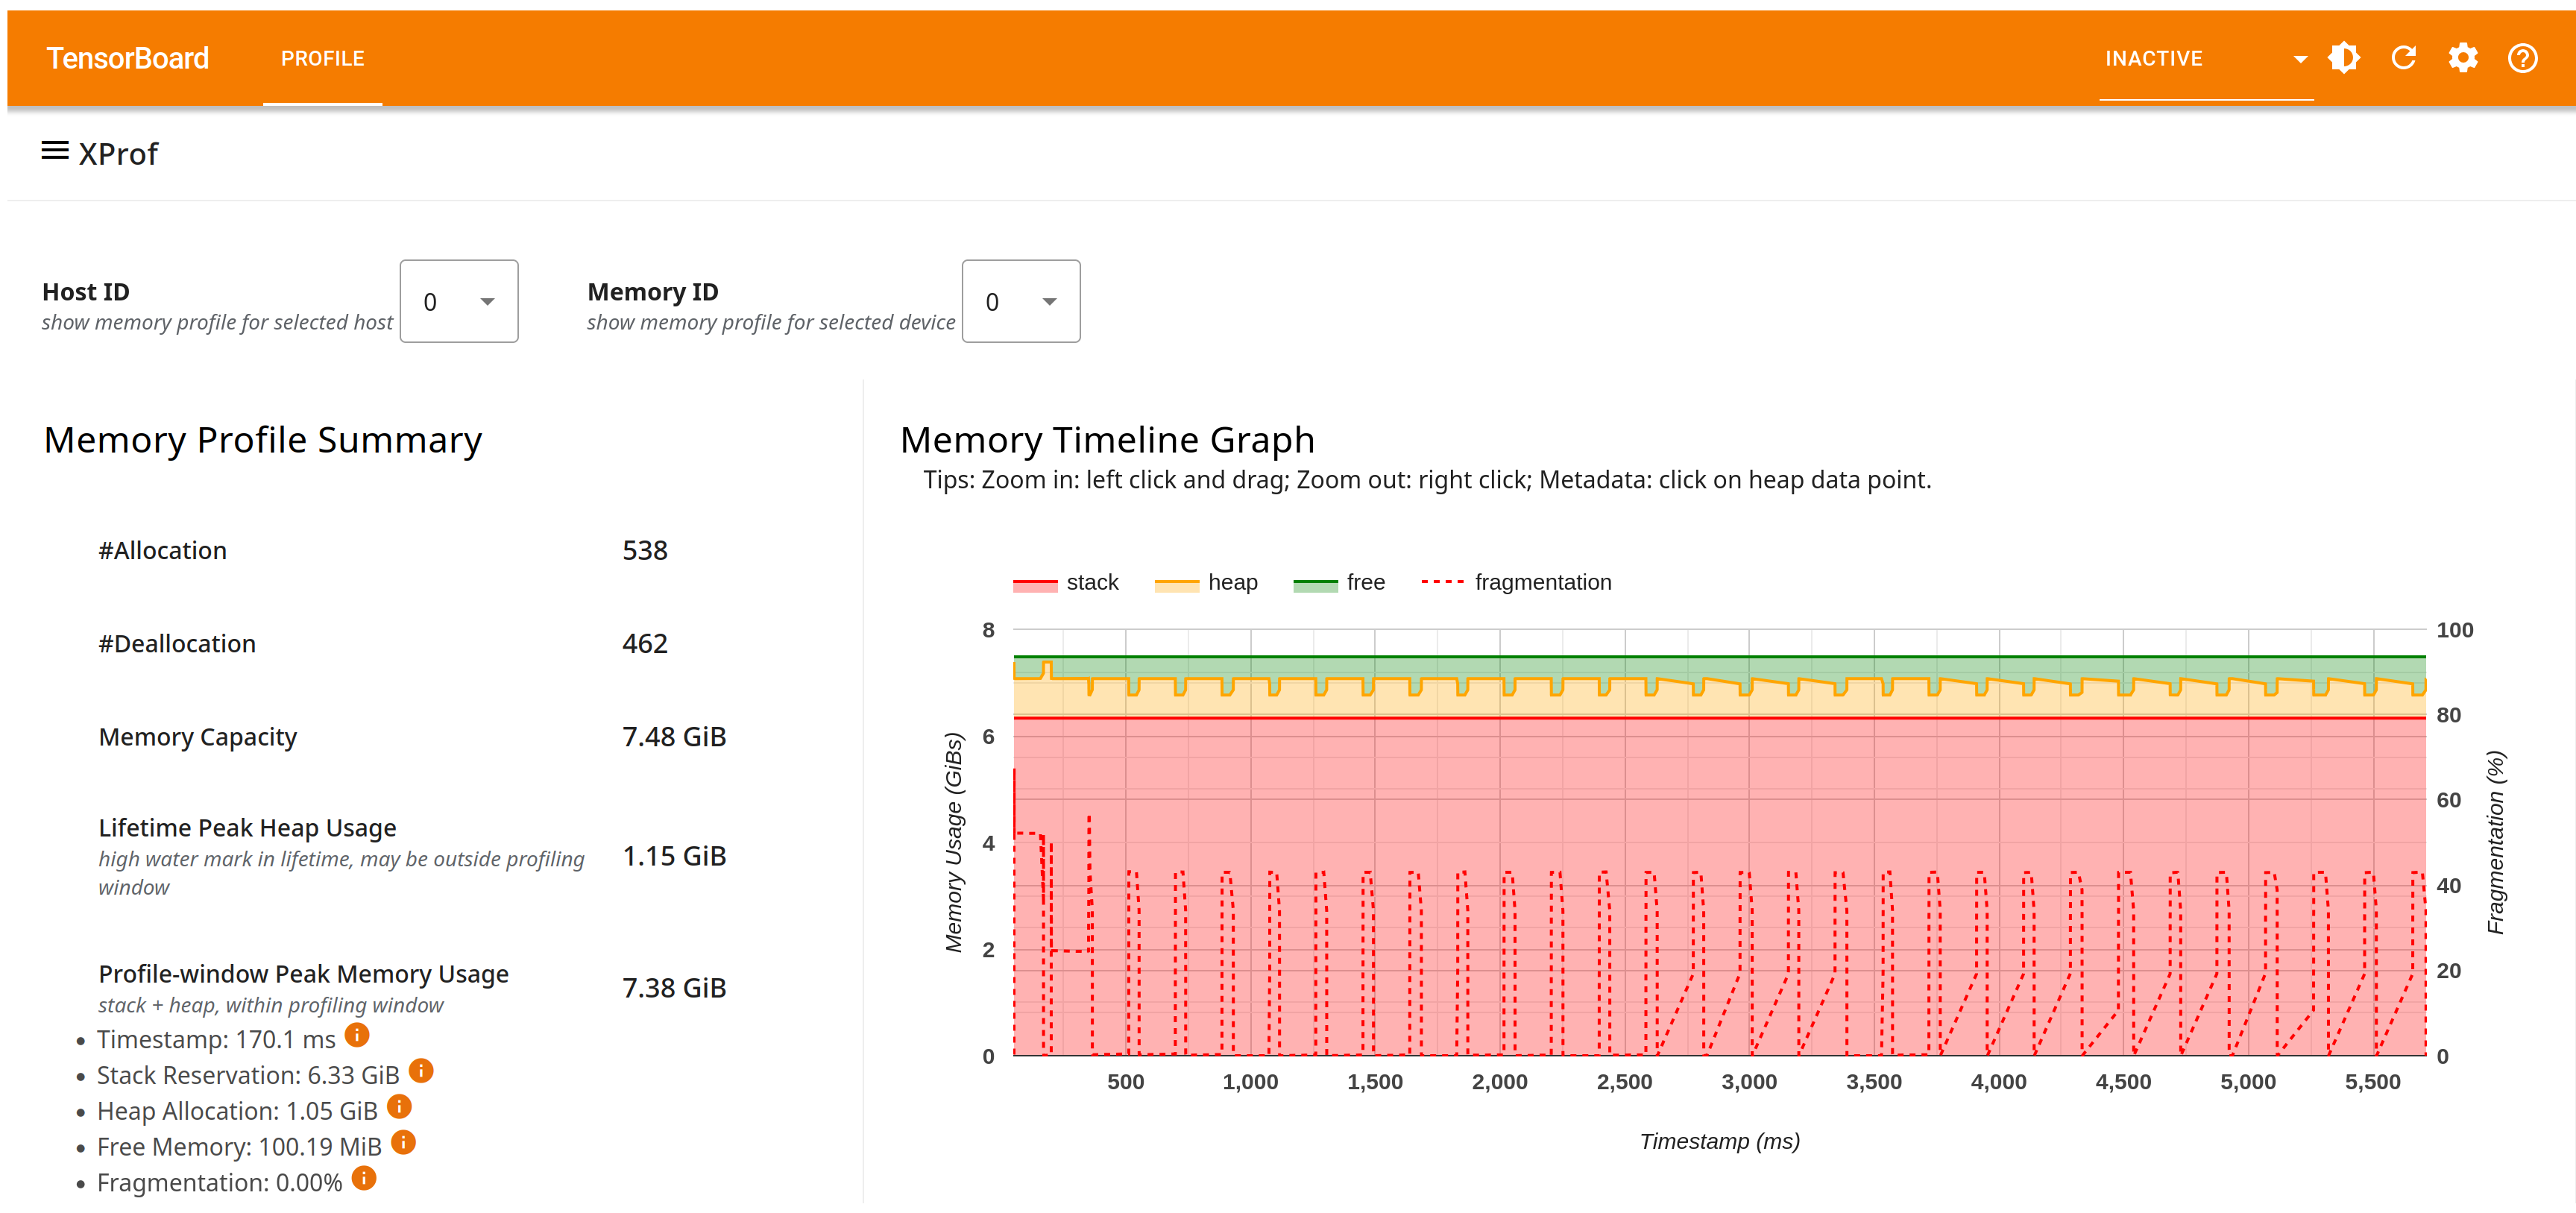 TensorBoard PROFILE INACTIVE
XProf
Host ID
show memory profile for selected host
0
Memory ID
show memory profile for selected device
0
Memory Profile Summary
#Allocation 538
#Deallocation 462
Memory Capacity 7.48 GiB
Lifetime Peak Heap Usage
high water mark in lifetime, may be outside profiling
window
1.15 GiB
Profile-window Peak Memory Usage
stack + heap, within profiling window
7.38 GiB
• Timestamp: 170.1 ms
• Stack Reservation: 6.33 GiB
• Heap Allocation: 1.05 GiB
• Free Memory: 100.19 MiB
• Fragmentation: 0.00%
Memory Timeline Graph
Tips: Zoom in: left click and drag; Zoom out: right click; Metadata: click on heap data point.
stack heap free fragmentation
Memory Usage (GiBs)
8
6
4
2
0
100
80
60
40
20
0
Fragmentation (%)
500 1,000 1,500 2,000 2,500 3,000 3,500 4,000 4,500 5,000 5,500
Timestamp (ms)